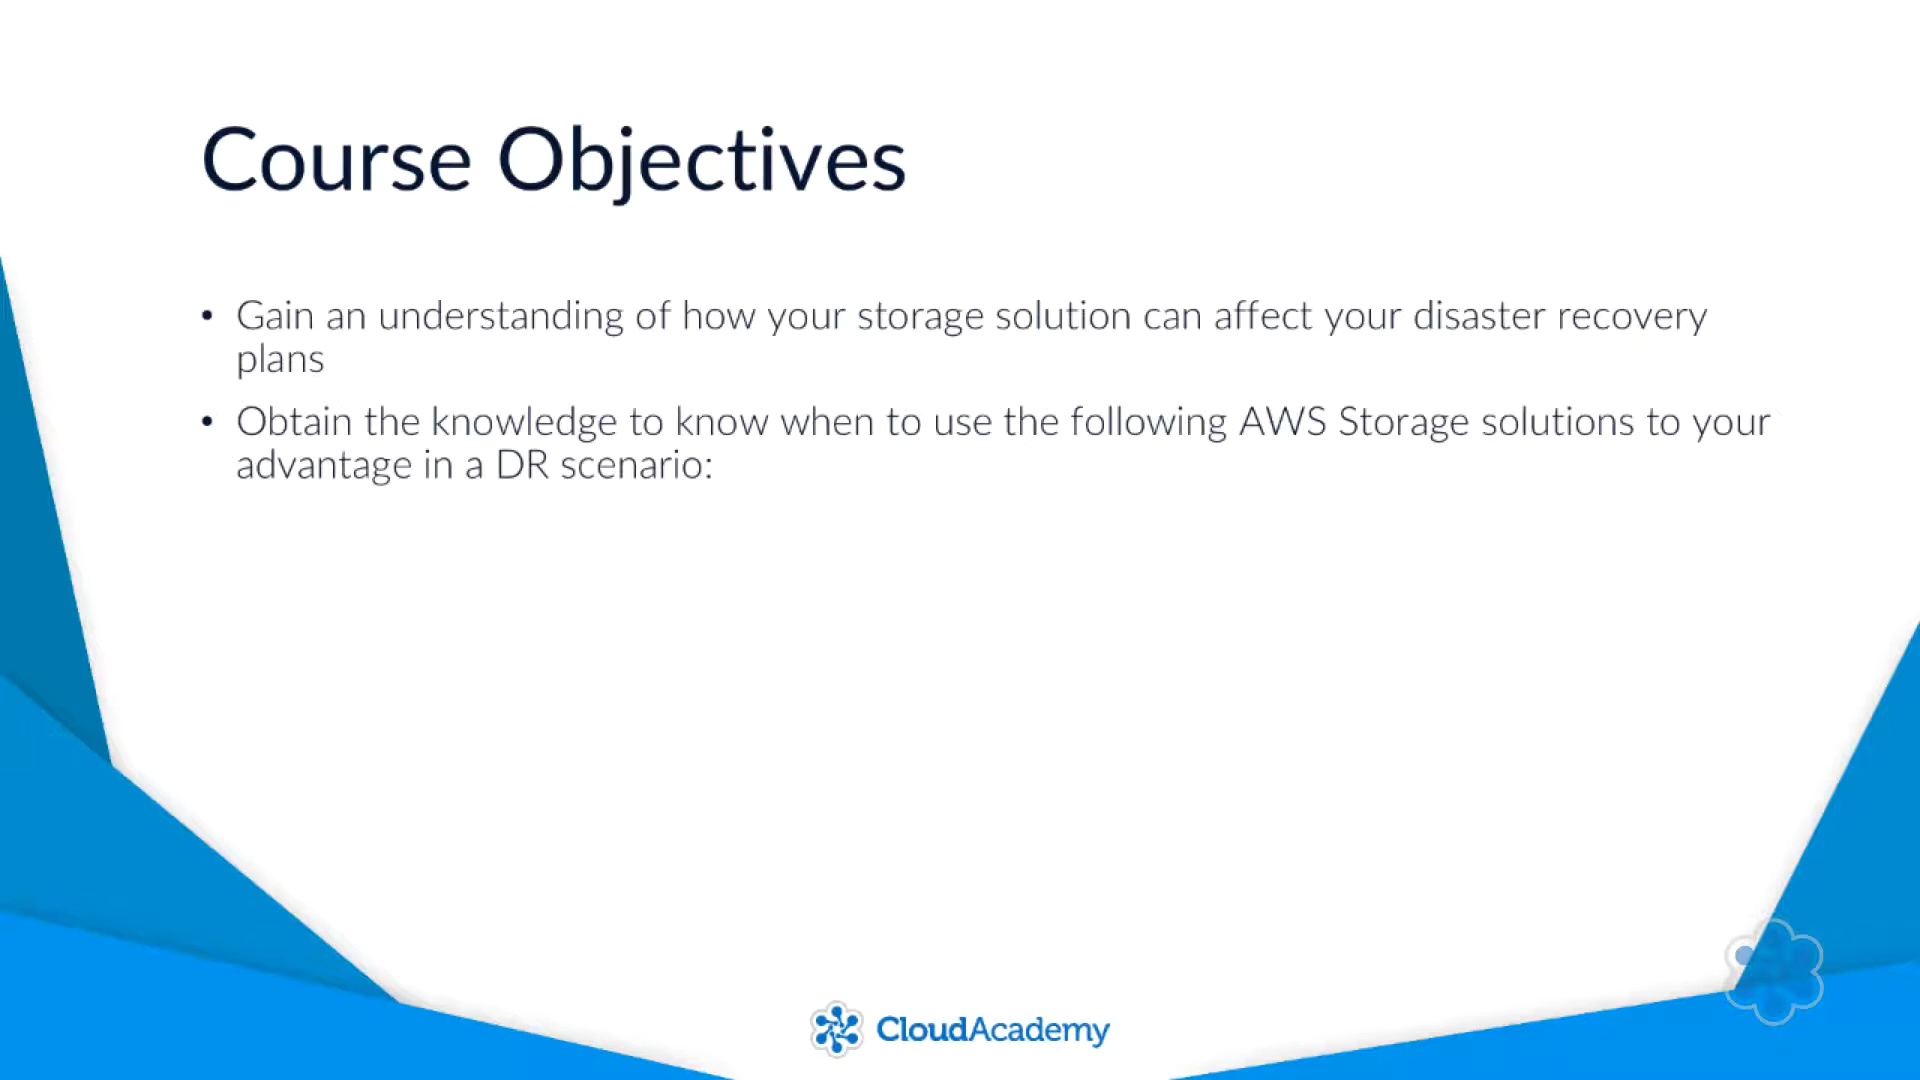 Course Objectives
• Gain an understanding of how your storage solution can affect your disaster recovery
plans
• Obtain the knowledge to know when to use the following AWS Storage solutions to your
advantage in a DR scenario:
CloudAcademy